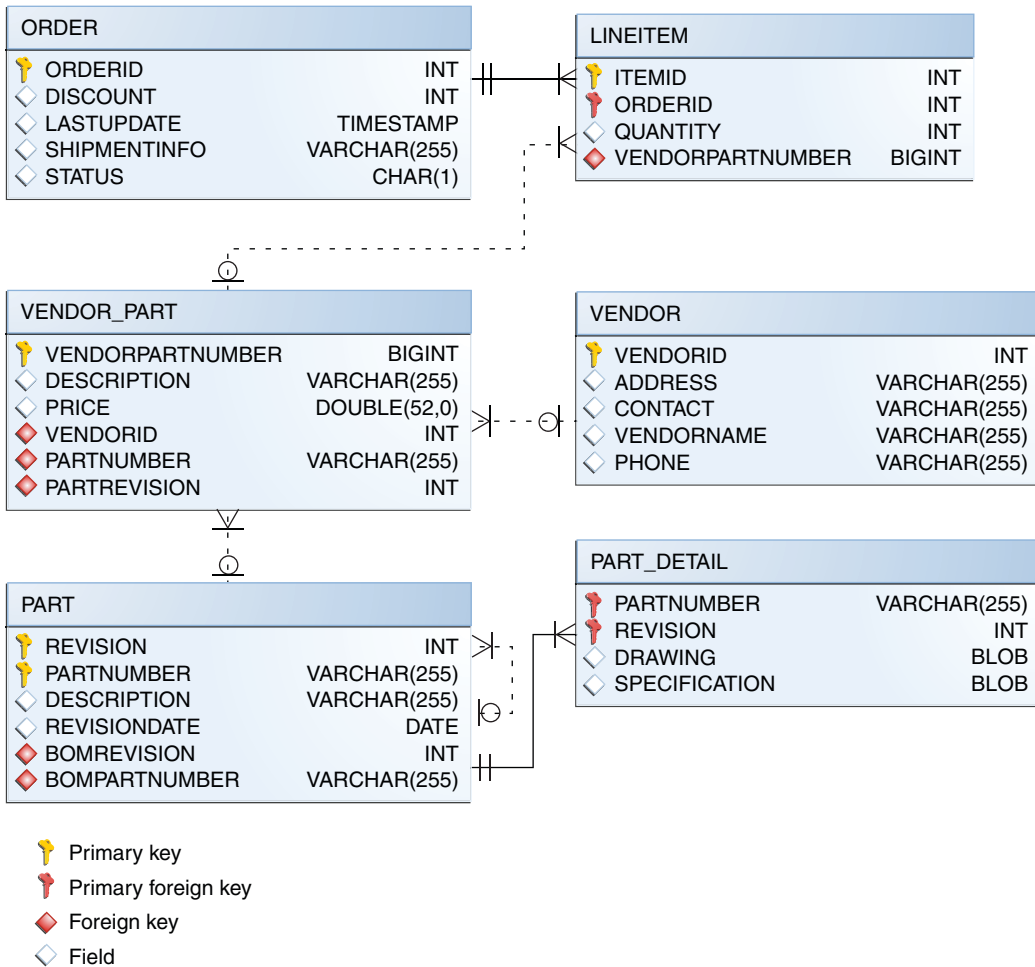 ORDER
ORDERID INT
DISCOUNT INT
LASTUPDATE TIMESTAMP
SHIPMENTINFO VARCHAR(255)
STATUS CHAR(1)
LINEITEM
ITEMID INT
ORDERID INT
QUANTITY INT
VENDORPARTNUMBER BIGINT
VENDOR_PART
VENDORPARTNUMBER BIGINT
DESCRIPTION VARCHAR(255)
PRICE DOUBLE(52,0)
VENDORID INT
PARTNUMBER VARCHAR(255)
PARTREVISION INT
VENDOR
VENDORID INT
ADDRESS VARCHAR(255)
CONTACT VARCHAR(255)
VENDORNAME VARCHAR(255)
PHONE VARCHAR(255)
PART
REVISION INT
PARTNUMBER VARCHAR(255)
DESCRIPTION VARCHAR(255)
REVISIONDATE DATE
BOMREVISION INT
BOMPARTNUMBER VARCHAR(255)
PART_DETAIL
PARTNUMBER VARCHAR(255)
REVISION INT
DRAWING BLOB
SPECIFICATION BLOB
Primary key
Primary foreign key
Foreign key
Field